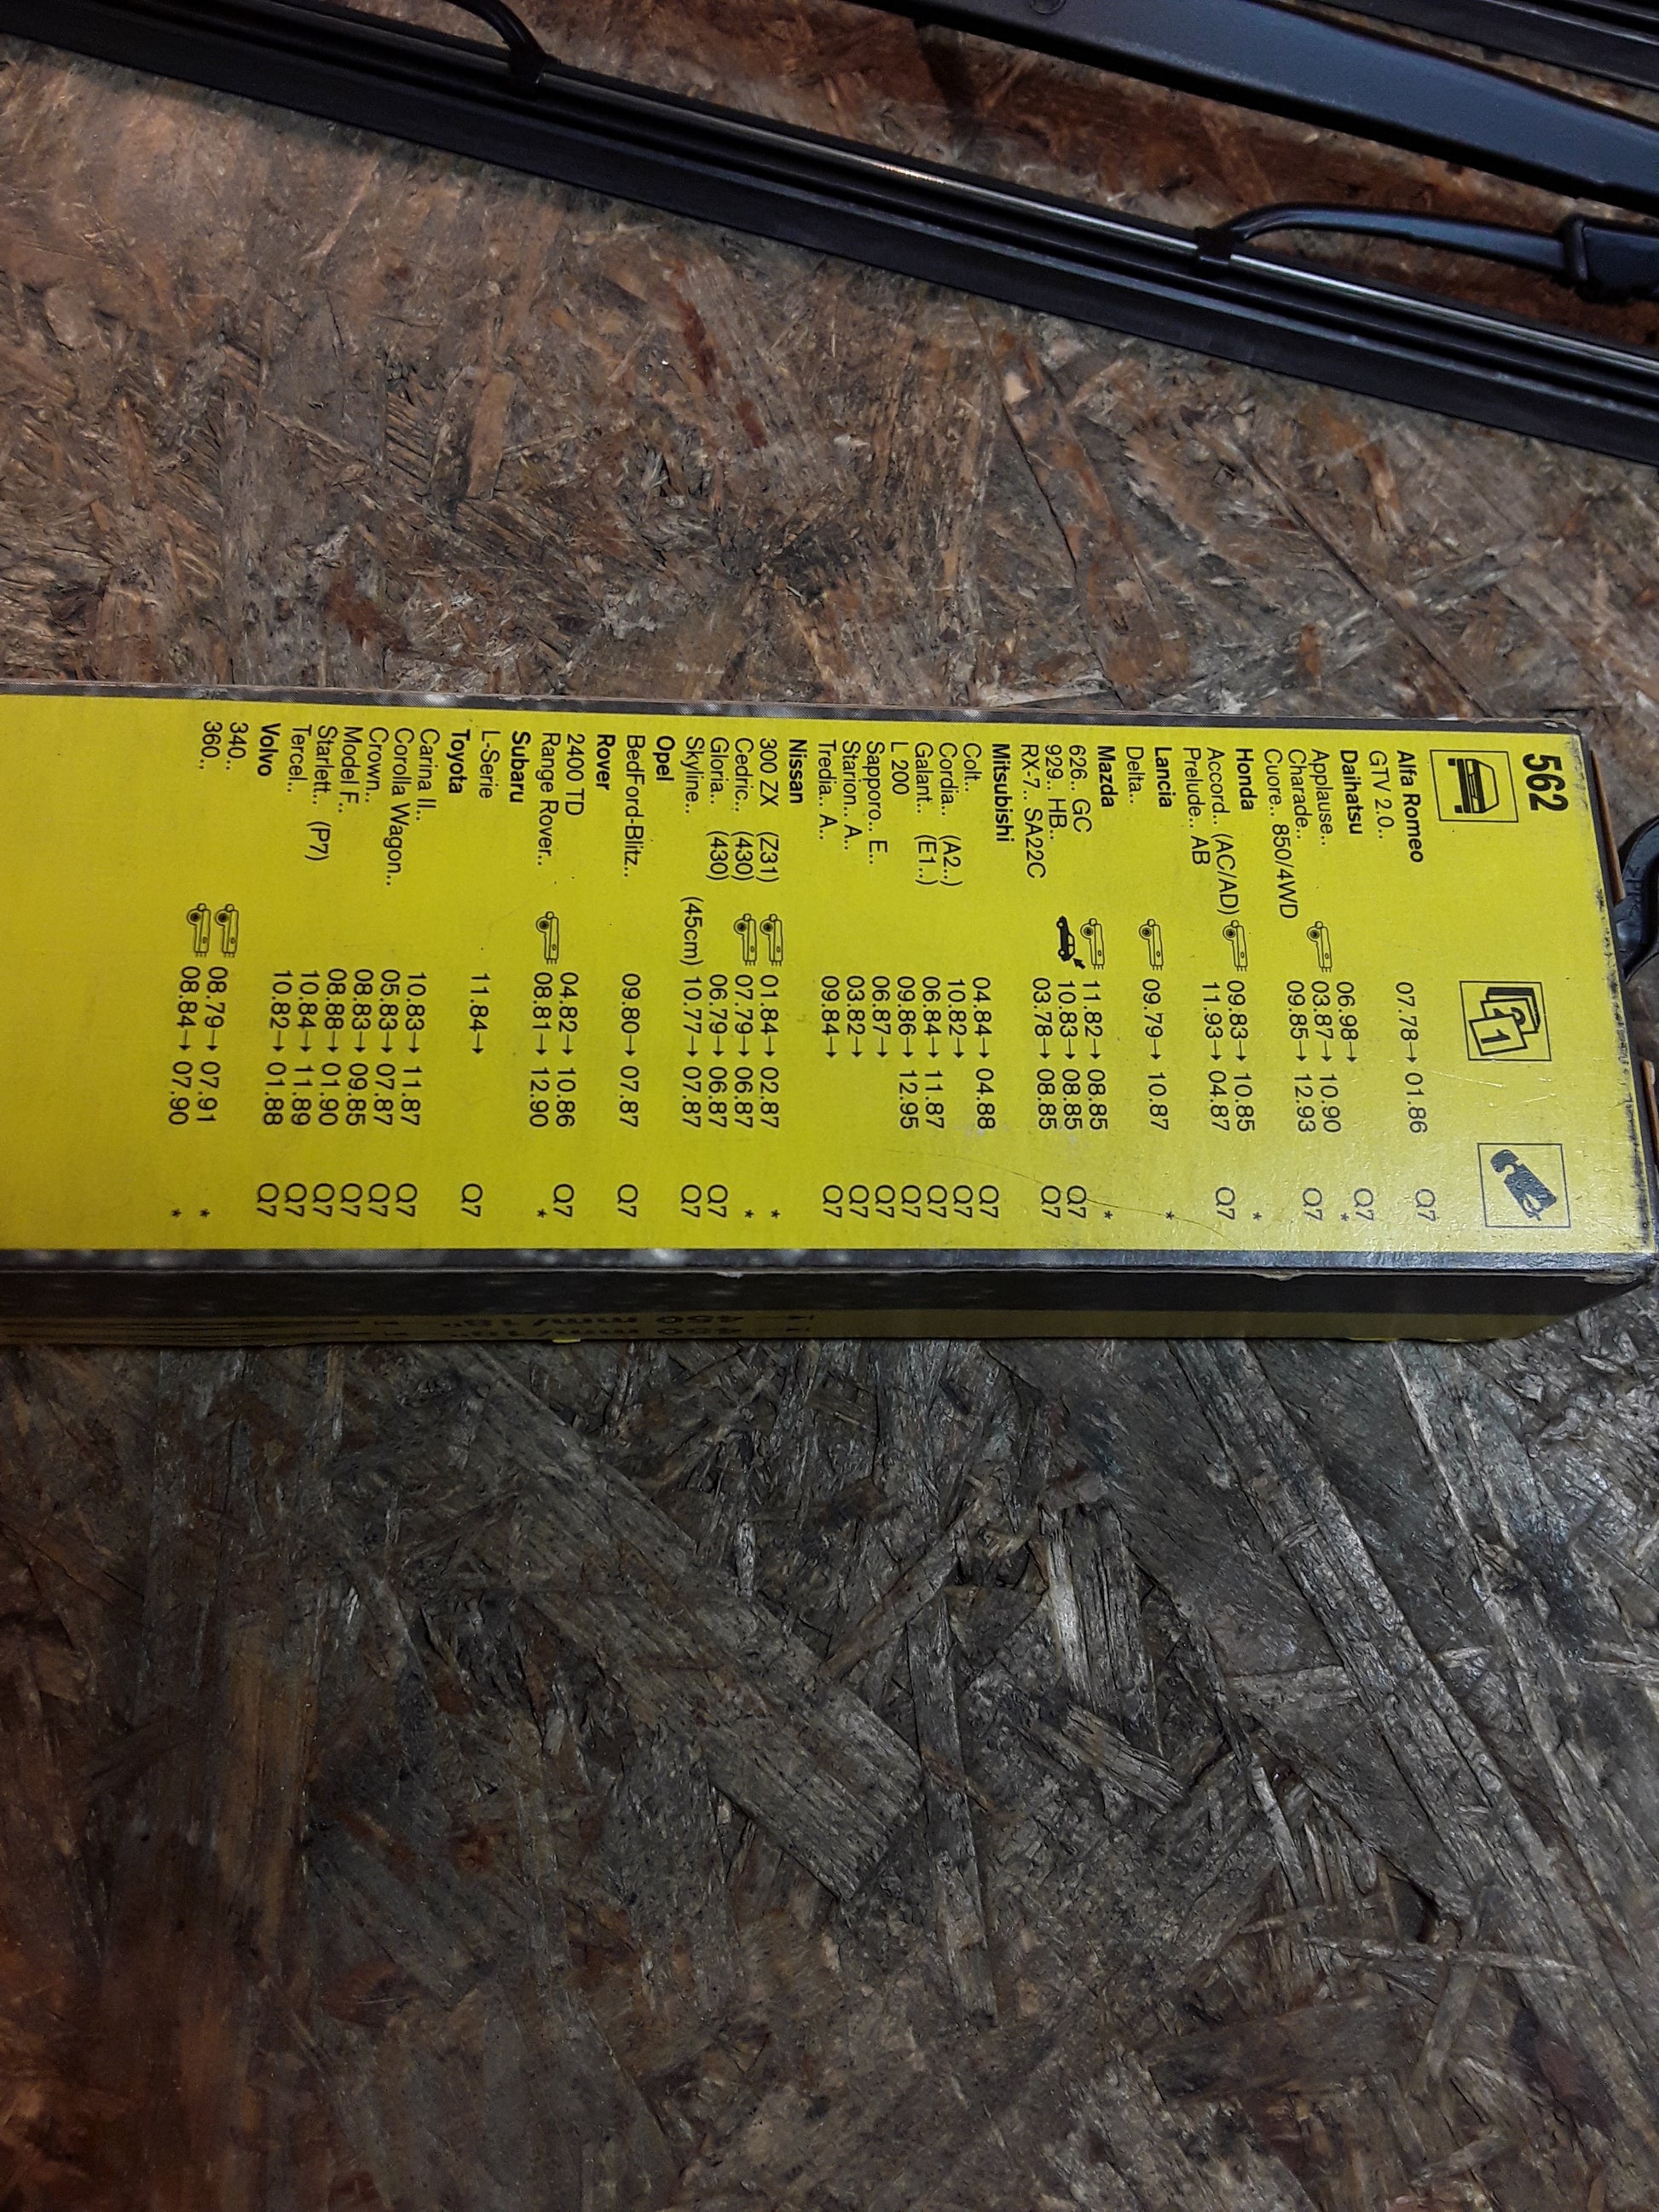 562
1
Alfa Romeo
GTV 2.0.. 07.78→ 01.86 Q7
Daihatsu
Applause.. 06.98→ Q7
Charade.. 03.87→ 10.90 *
Cuore.. 850/4WD 09.85→ 12.93 Q7
Honda
Accord.. (AC/AD) 09.83→ 10.85 *
Prelude.. AB 11.93→ 04.87 Q7
Lancia
Delta.. 09.79→ 10.87 *
Mazda
626.. GC 11.82→ 08.85 *
929.. HB.. 10.83→ 08.85 Q7
RX-7.. SA22C 03.78→ 08.85 Q7
Mitsubishi
Colt.. 04.84→ 04.88 Q7
Cordia.. (A2..) 10.82→ Q7
Galant.. (E1..) 06.84→ 11.87 Q7
L 200 09.86→ 12.95 Q7
Sapporo.. E.. 06.87→ Q7
Starion.. A.. 03.82→ Q7
Tredia.. A.. 09.84→ Q7
Nissan
300 ZX (Z31) 01.84→ 02.87 *
Cedric.. (430) 07.79→ 06.87 *
Gloria.. (430) 06.79→ 06.87 Q7
Skyline.. (45cm) 10.77→ 07.87 Q7
Opel
BedFord-Blitz.. 09.80→ 07.87 Q7
Rover
2400 TD 04.82→ 10.86 Q7
Range Rover.. 08.81→ 12.90 *
Subaru
L-Serie 11.84→ Q7
Toyota
Carina II.. 10.83→ 11.87 Q7
Corolla Wagon.. 05.83→ 07.87 Q7
Crown.. 08.83→ 09.85 Q7
Model F.. 08.88→ 01.90 Q7
Starlett.. (P7) 10.84→ 11.89 Q7
Tercel.. 10.82→ 01.88 Q7
Volvo
340.. 08.79→ 07.91 *
360.. 08.84→ 07.90 *
450 mm/18"
450 mm/18"